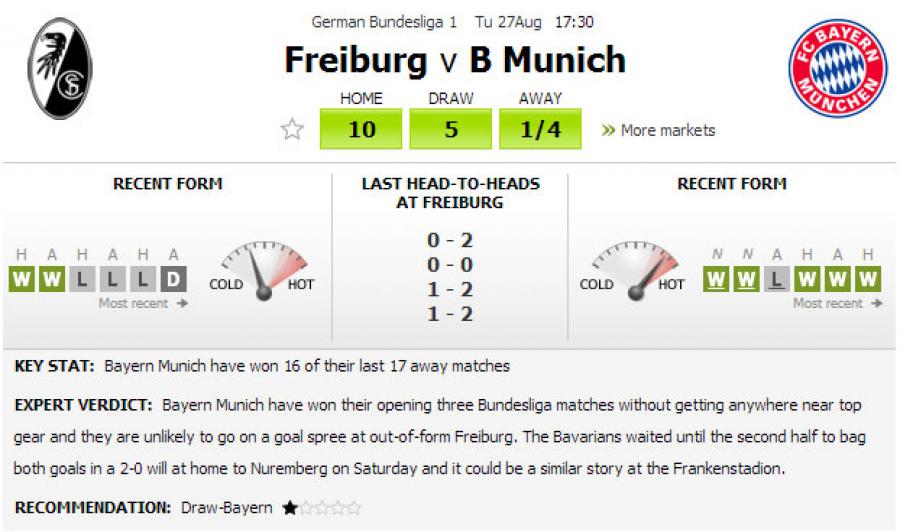 German Bundesliga 1 Tu 27Aug 17:30
Freiburg v B Munich
HOME DRAW AWAY
10 5 1/4 » More markets
FC BAYERN
MÜNCHEN
RECENT FORM
H A H A H A
W W L L L D
Most recent
COLD HOT
LAST HEAD-TO-HEADS
AT FREIBURG
0 - 2
0 - 0
1 - 2
1 - 2
RECENT FORM
COLD HOT
N N A H A H
W W L W W W
Most recent
KEY STAT: Bayern Munich have won 16 of their last 17 away matches
EXPERT VERDICT: Bayern Munich have won their opening three Bundesliga matches without getting anywhere near top
gear and they are unlikely to go on a goal spree at out-of-form Freiburg. The Bavarians waited until the second half to bag
both goals in a 2-0 will at home to Nuremberg on Saturday and it could be a similar story at the Frankenstadion.
RECOMMENDATION: Draw-Bayern